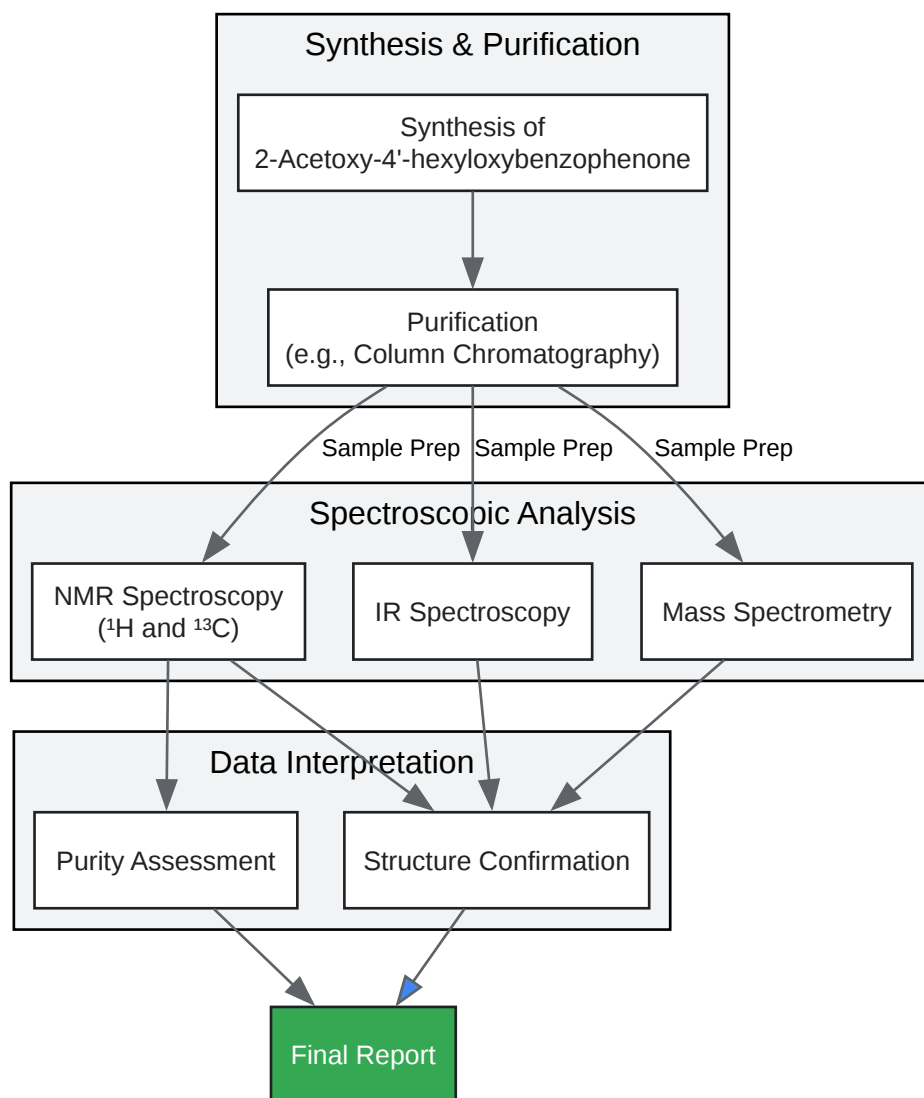 Synthesis & Purification
Synthesis of
2-Acetoxy-4'-hexyloxybenzophenone
Purification
(e.g., Column Chromatography)
Sample Prep
Sample Prep
Sample Prep
Spectroscopic Analysis
NMR Spectroscopy
(¹H and ¹³C)
IR Spectroscopy
Mass Spectrometry
Data Interpretation
Purity Assessment
Structure Confirmation
Final Report